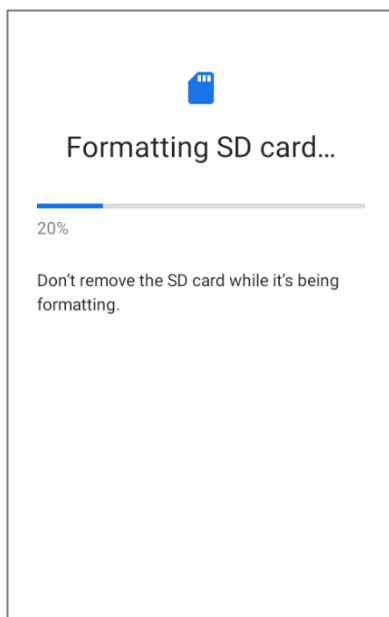 Formatting SD card…
20%
Don’t remove the SD card while it’s being
formatting.